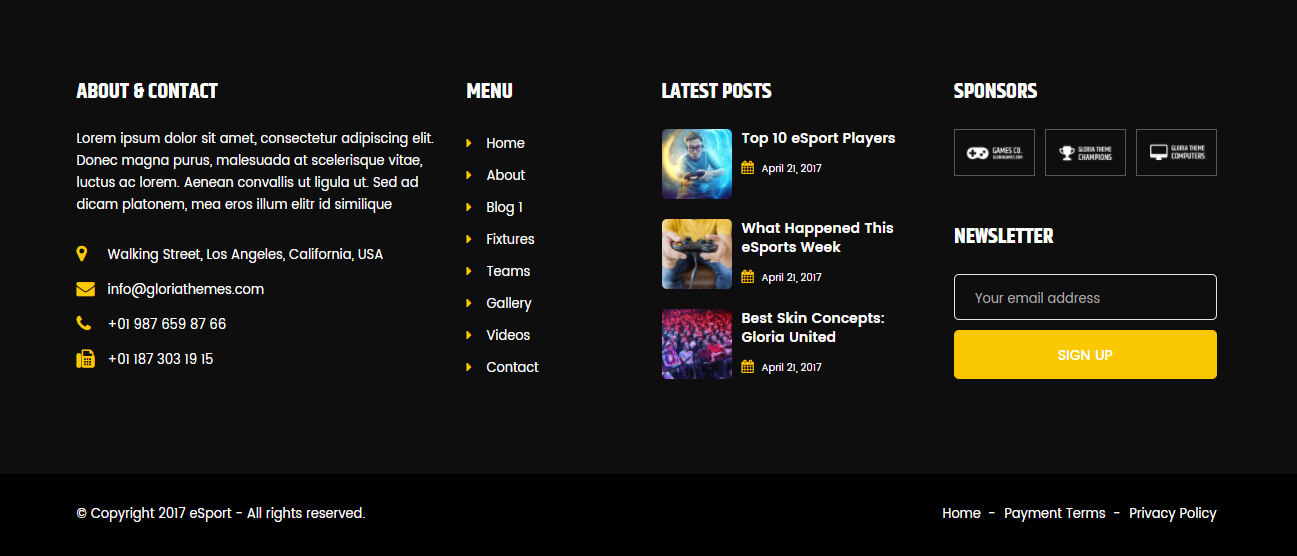 ABOUT & CONTACT
Lorem ipsum dolor sit amet, consectetur adipiscing elit.
Donec magna purus, malesuada at scelerisque vitae,
luctus ac lorem. Aenean convallis ut ligula ut. Sed ad
dicam platonem, mea eros illum elitr id similique
Walking Street, Los Angeles, California, USA
info@gloriathemes.com
+01 987 659 87 66
+01 187 303 19 15
MENU
Home
About
Blog 1
Fixtures
Teams
Gallery
Videos
Contact
LATEST POSTS
Top 10 eSport Players
April 21, 2017
What Happened This
eSports Week
April 21, 2017
Best Skin Concepts:
Gloria United
April 21, 2017
SPONSORS
GAMES CO.
GLORIAGAMES.COM
GLORIA THEME
CHAMPIONS
GLORIA THEME
COMPUTERS
NEWSLETTER
Your email address
SIGN UP
© Copyright 2017 eSport - All rights reserved.
Home - Payment Terms - Privacy Policy